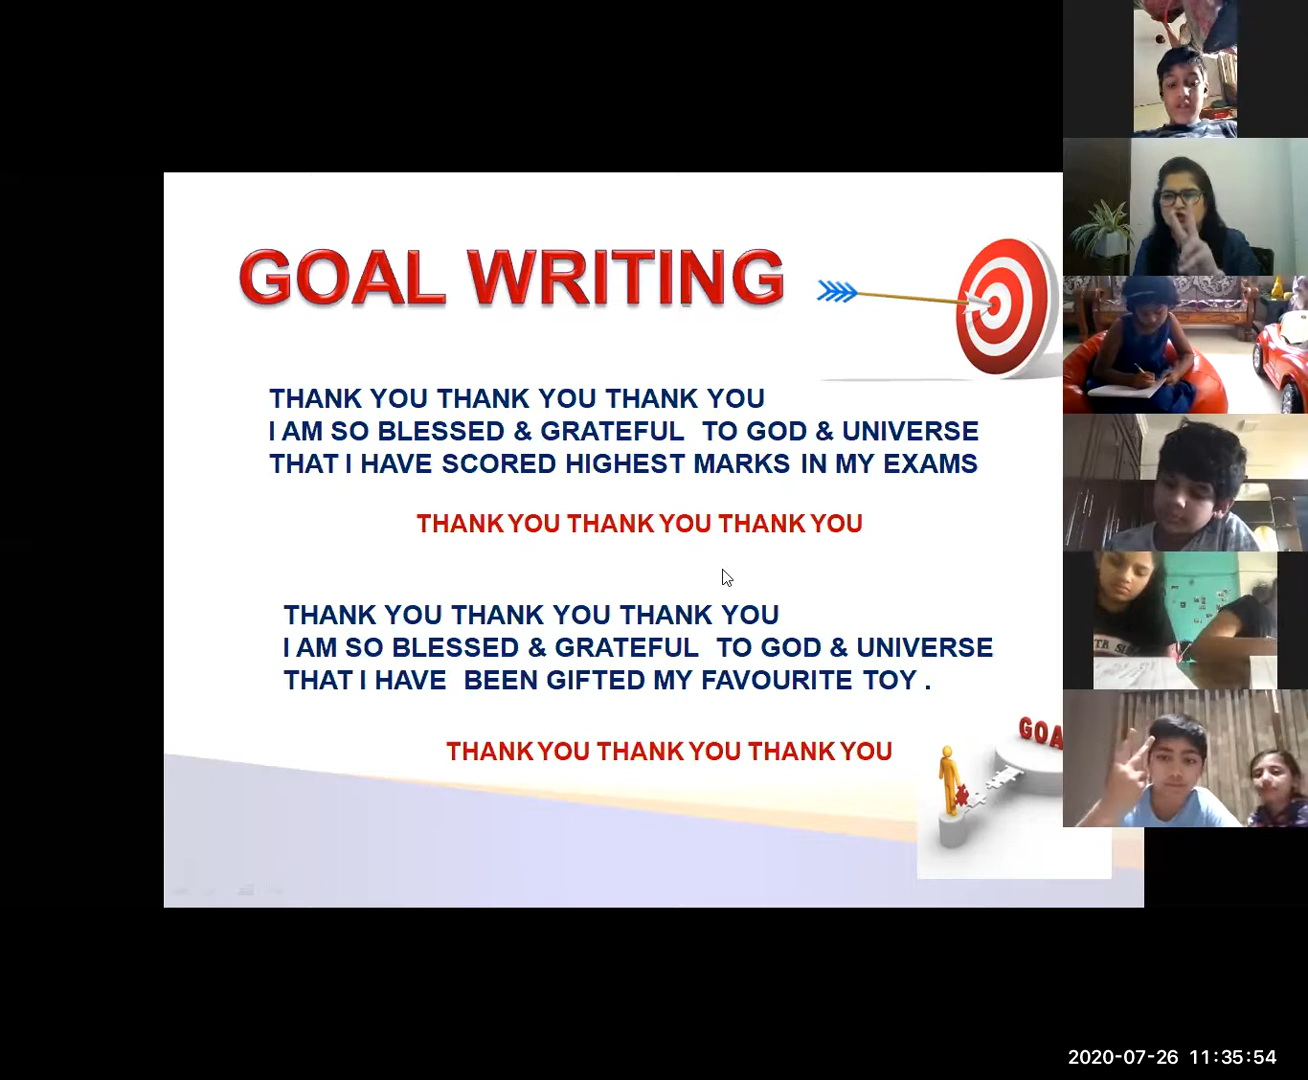 GOAL WRITING
THANK YOU THANK YOU THANK YOU
I AM SO BLESSED & GRATEFUL TO GOD & UNIVERSE
THAT I HAVE SCORED HIGHEST MARKS IN MY EXAMS
THANK YOU THANK YOU THANK YOU
THANK YOU THANK YOU THANK YOU
I AM SO BLESSED & GRATEFUL TO GOD & UNIVERSE
THAT I HAVE BEEN GIFTED MY FAVOURITE TOY .
GOA
THANK YOU THANK YOU THANK YOU
2020-07-26 11:35:54